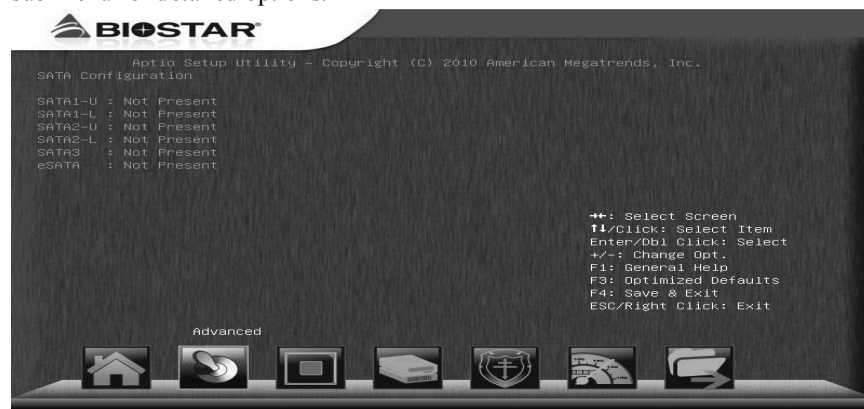 BIOSTAR®
Aptio Setup Utility - Copyright (C) 2010 American Megatrends, Inc.
SATA Configuration
SATA1-U : Not Present
SATA1-L : Not Present
SATA2-U : Not Present
SATA2-L : Not Present
SATA3 : Not Present
eSATA : Not Present
→←: Select Screen
↑↓/Click: Select Item
Enter/Dbl Click: Select
+/-: Change Opt.
F1: General Help
F3: Optimized Defaults
F4: Save & Exit
ESC/Right Click: Exit
Advanced